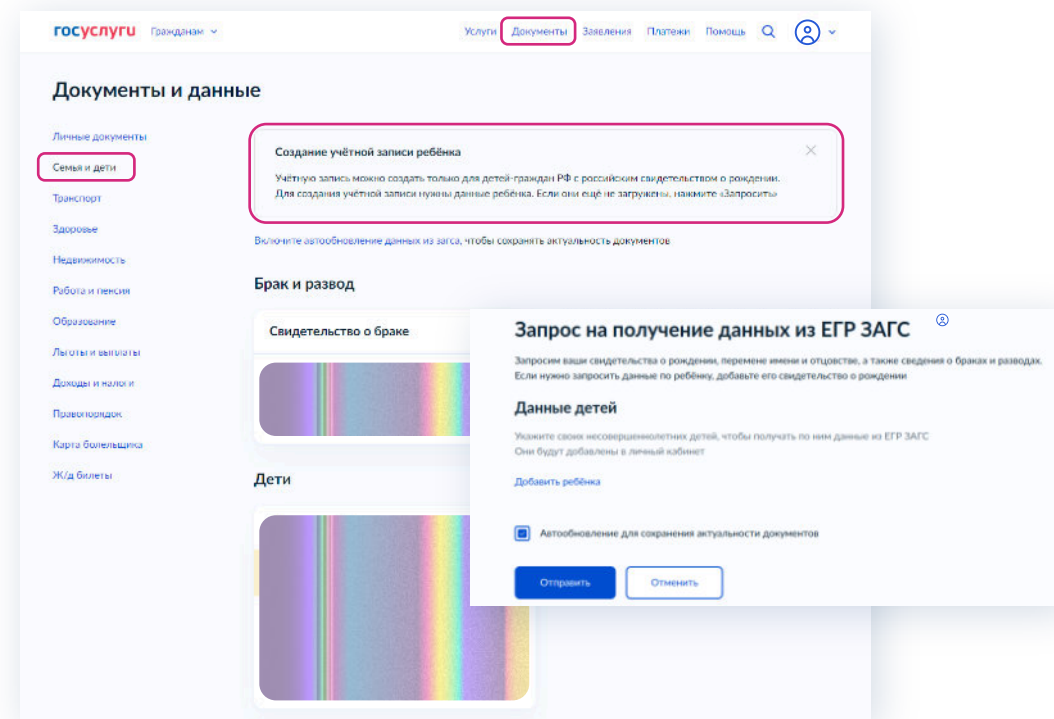 госуслуги Гражданам Услуги Документы Заявления Платежи Помощь
Документы и данные
Личные документы
Семья и дети
Транспорт
Здоровье
Недвижимость
Работа и пенсия
Образование
Льготы и выплаты
Доходы и налоги
Правопорядок
Карта болельщика
Ж/д билеты
Создание учётной записи ребёнка
Учётную запись можно создать только для детей-граждан РФ с российским свидетельством о рождении.
Для создания учётной записи нужны данные ребёнка. Если они ещё не загружены, нажмите «Запросить»
Включите автообновление данных из загса, чтобы сохранять актуальность документов
Брак и развод
Свидетельство о браке
Дети
Запрос на получение данных из ЕГР ЗАГС
Запросим ваши свидетельства о рождении, перемене имени и отцовстве, а также сведения о браках и разводах.
Если нужно запросить данные по ребёнку, добавьте его свидетельство о рождении
Данные детей
Укажите своих несовершеннолетних детей, чтобы получать по ним данные из ЕГР ЗАГС
Они будут добавлены в личный кабинет
Добавить ребёнка
Автообновление для сохранения актуальности документов
Отправить Отменить